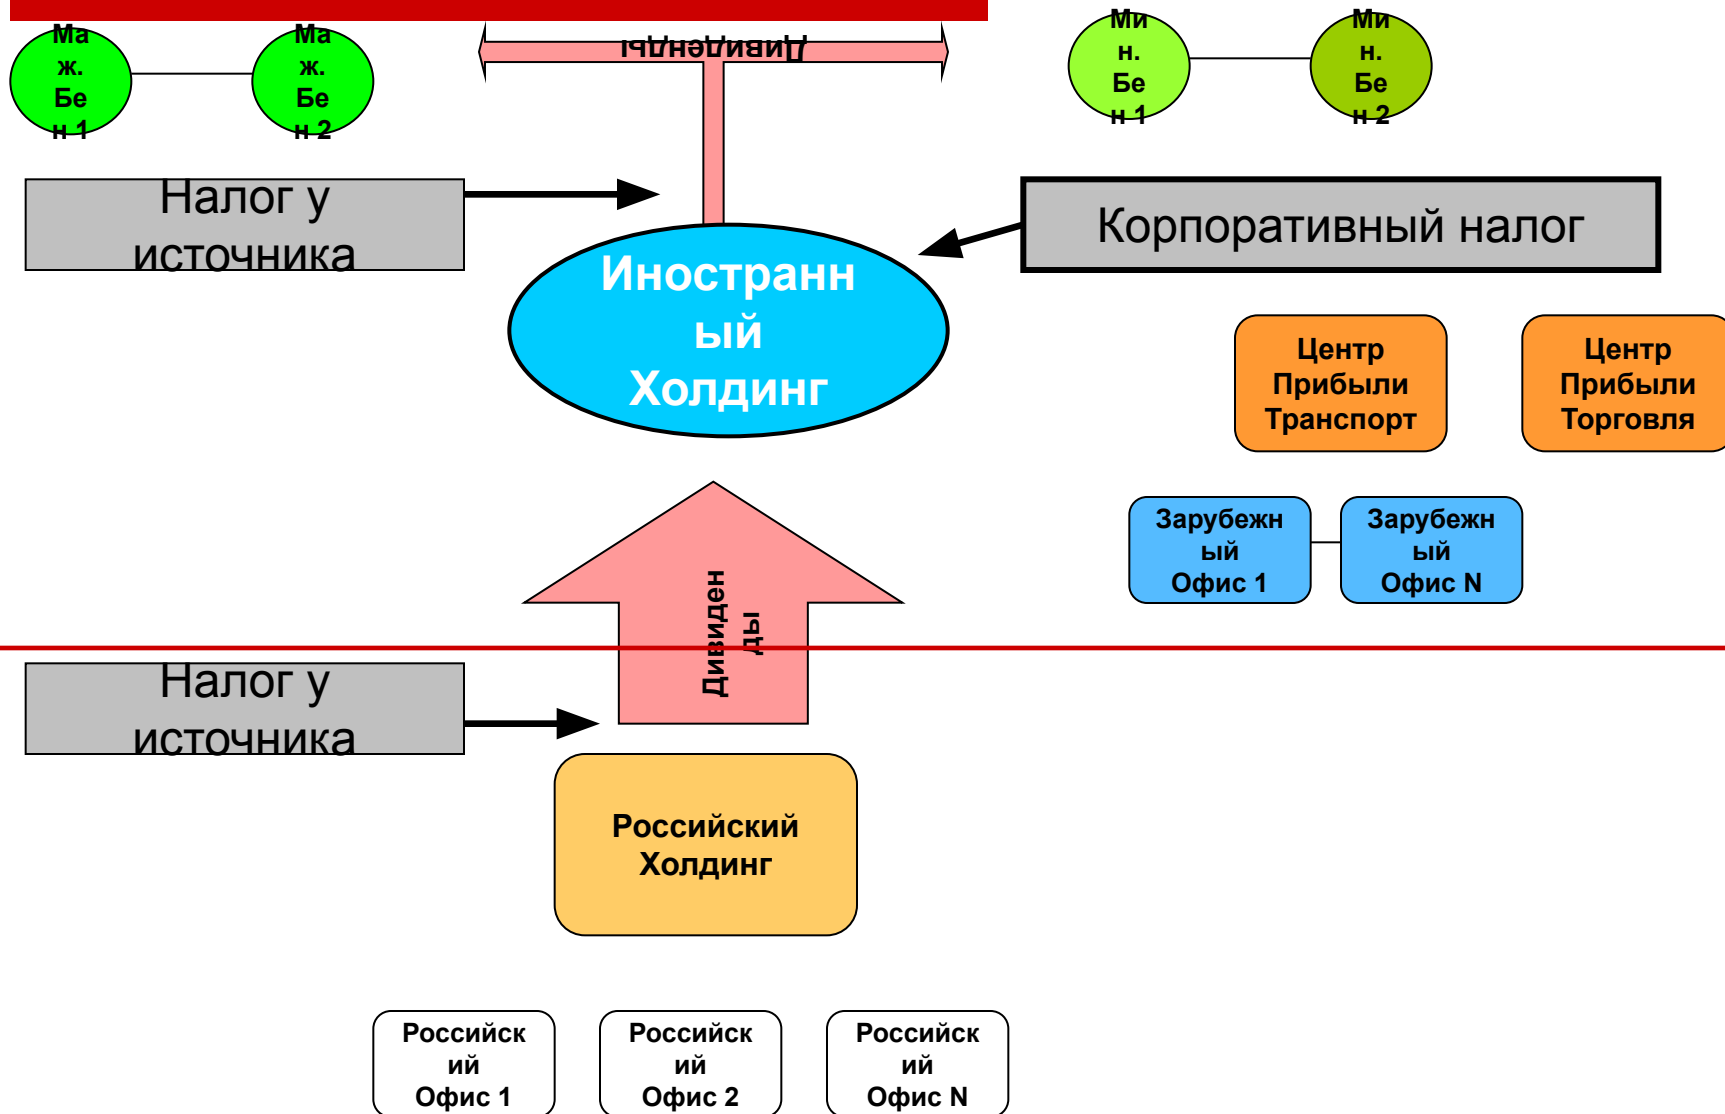 Ма
ж.
Бе
н 1
Ма
ж.
Бе
н 2
Дивиденды
Ми
н.
Бе
н 1
Ми
н.
Бе
н 2
Налог у
источника
Корпоративный налог
Иностранн
ый
Холдинг
Центр
Прибыли
Транспорт
Центр
Прибыли
Торговля
Зарубежн
ый
Офис 1
Зарубежн
ый
Офис N
Дивиден
ды
Налог у
источника
Российский
Холдинг
Российск
ий
Офис 1
Российск
ий
Офис 2
Российск
ий
Офис N